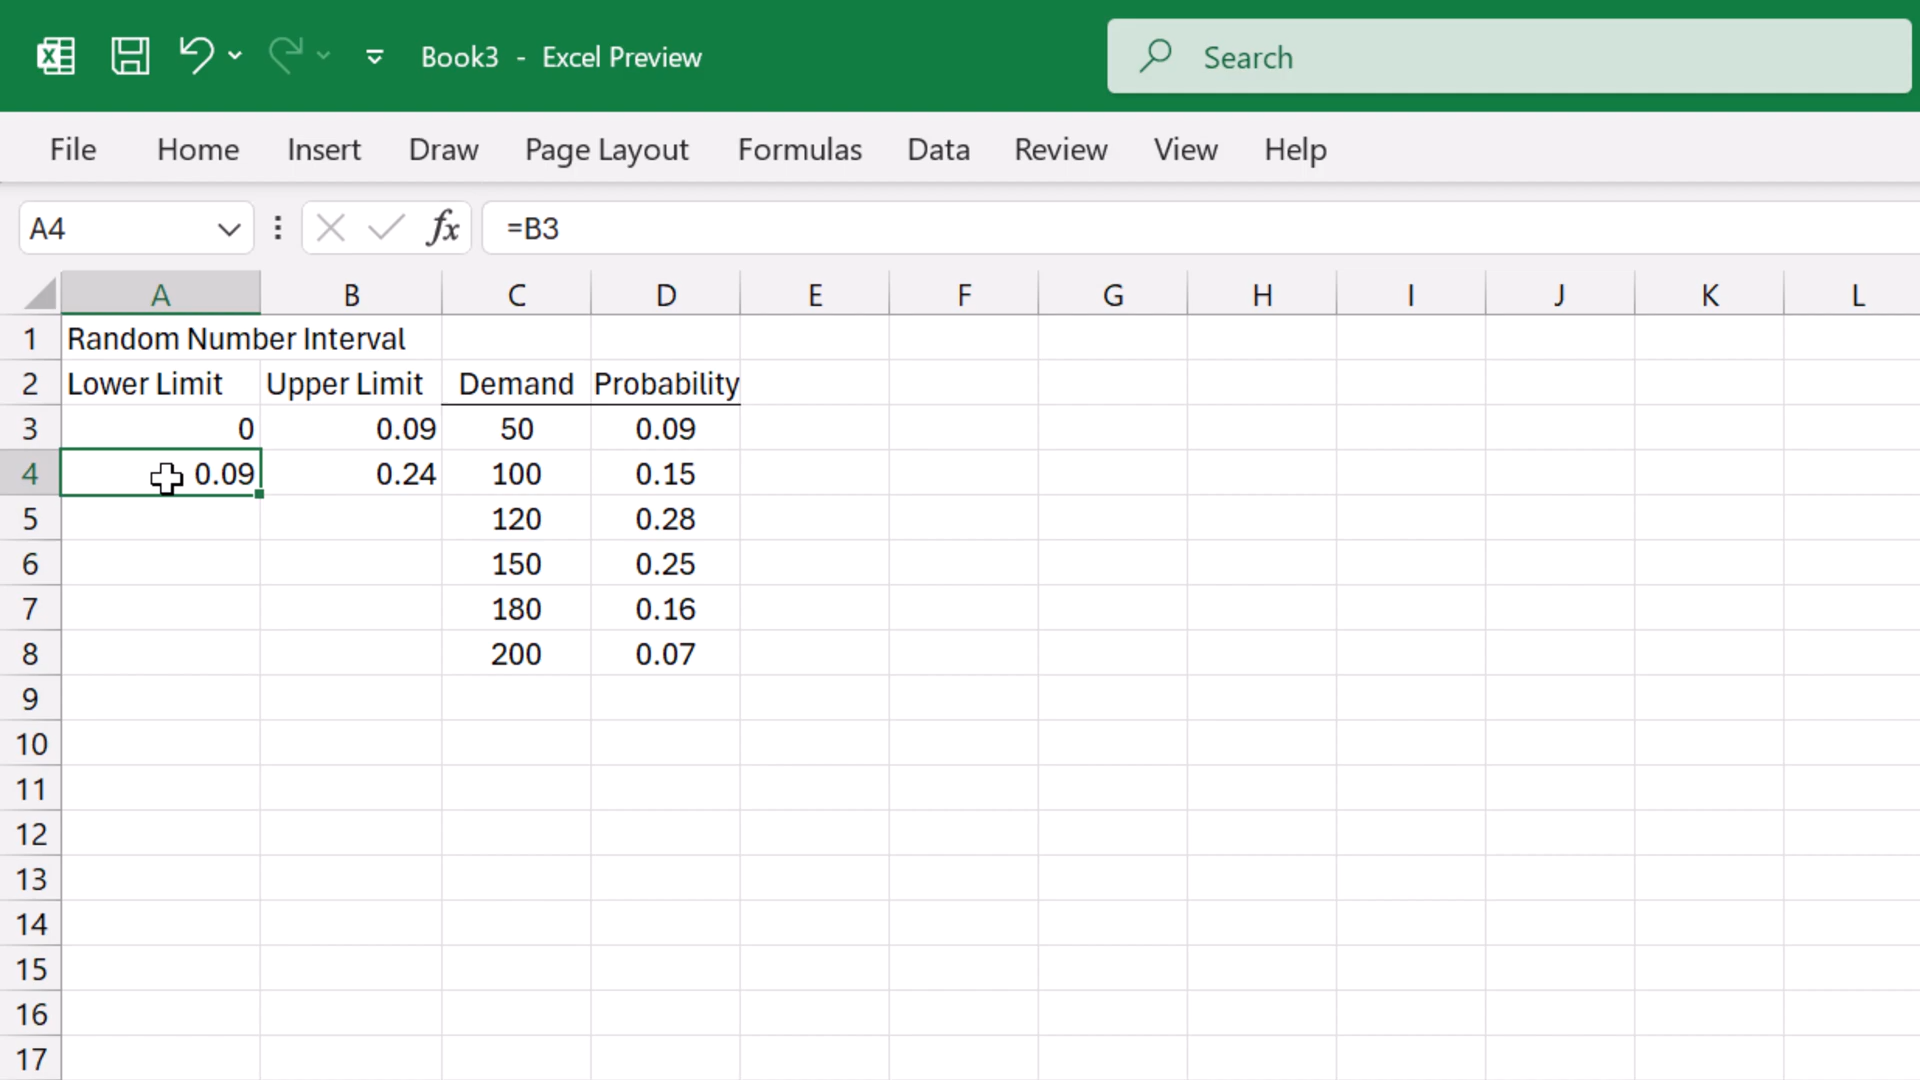 Book3 - Excel Preview
Search
File Home Insert Draw Page Layout Formulas Data Review View Help
A4 fx =B3
A B C D E F G H I J K L
1 Random Number Interval
2 Lower Limit Upper Limit Demand Probability
3 0 0.09 50 0.09
4 0.09 0.24 100 0.15
5 120 0.28
6 150 0.25
7 180 0.16
8 200 0.07
9
10
11
12
13
14
15
16
17